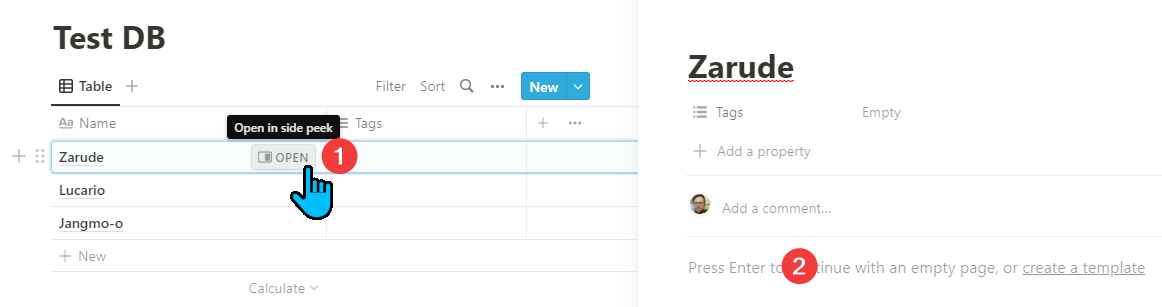 Test DB
Table
Filter Sort New
Aa Name
Open in side peek
Tags
Zarude
OPEN
1
Lucario
Jangmo-o
New
Calculate
Zarude
Tags Empty
Add a property
Add a comment...
Press Enter to 2 tinue with an empty page, or create a template